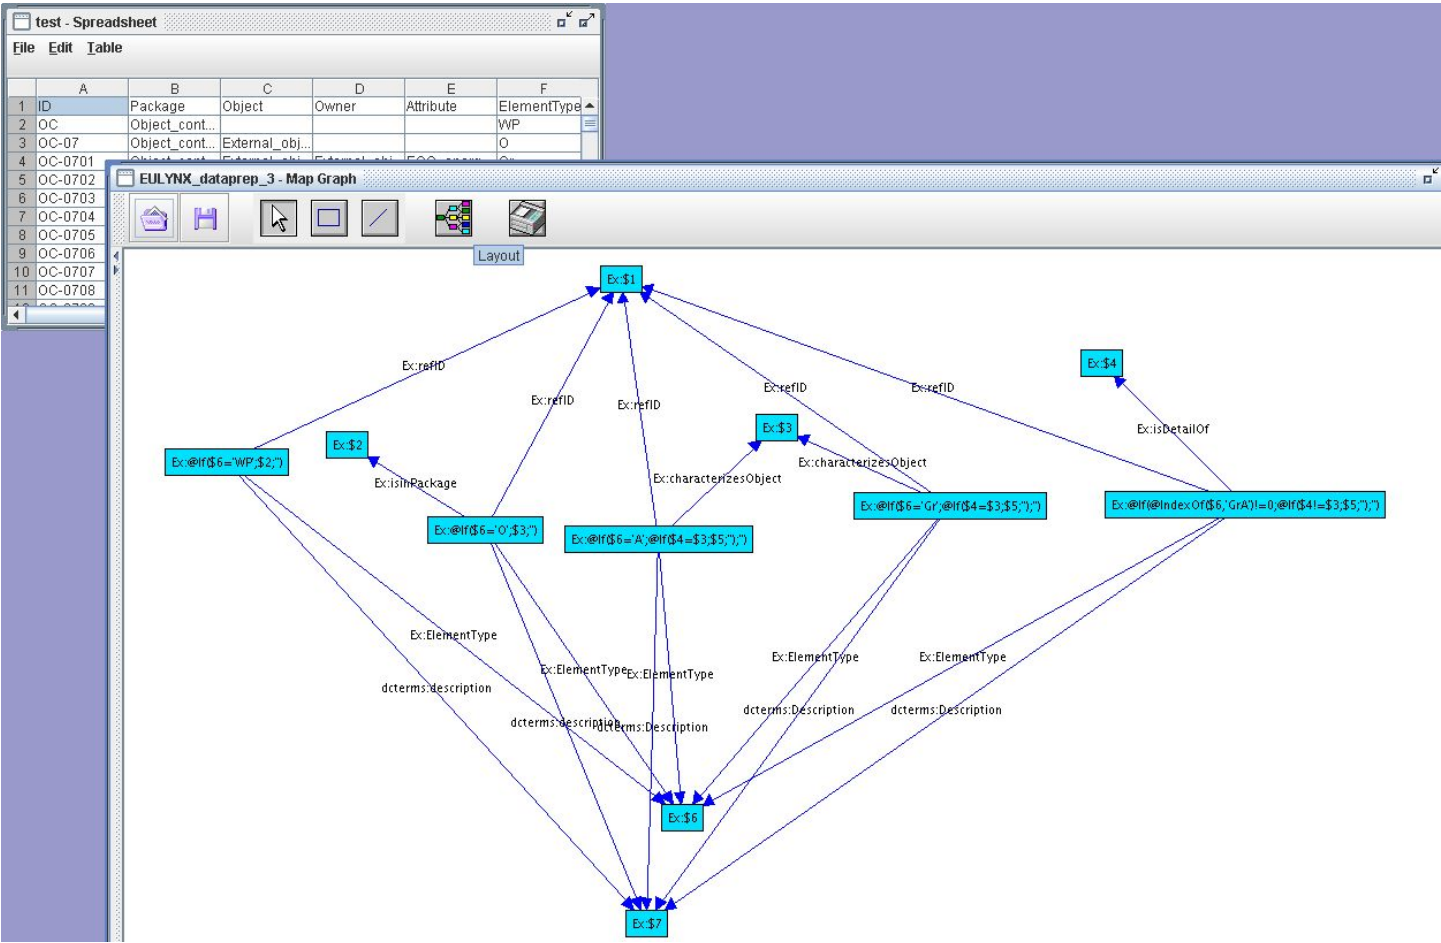 test - Spreadsheet
File Edit Table
A B C D E F
1 ID Package Object Owner Attribute ElementType
2 OC Object_cont... WP
3 OC-07 Object_cont... External_obj... O
4 OC-0701
5 OC-0702
6 OC-0703
7 OC-0704
8 OC-0705
9 OC-0706
10 OC-0707
11 OC-0708
EULYNX_dataprep_3 - Map Graph
Layout
Ex:$1
Ex:$4
Ex:refID
Ex:refID Ex:refID Ex:refID Ex:refID
Ex:$2 Ex:$3 Ex:isDetailOf
Ex:@If($6='WP';$2;'') Ex:characterizesObject
Ex:isinPackage Ex:characterizesObject
Ex:@If($6='O';$3;'') Ex:@If($6='Gr';@If($4=$3;$5;'');'') Ex:@If(@IndexOf($6,'GrA')!=0;@If($4!=$3;$5;'');'')
Ex:@If($6='A';@If($4=$3;$5;'');'')
Ex:ElementType Ex:ElementType Ex:ElementType
Ex:ElementType Ex:ElementType
dcterms:description
dcterms:Description dcterms:Description
dcterms:description dcterms:Description
Ex:$6
Ex:$7